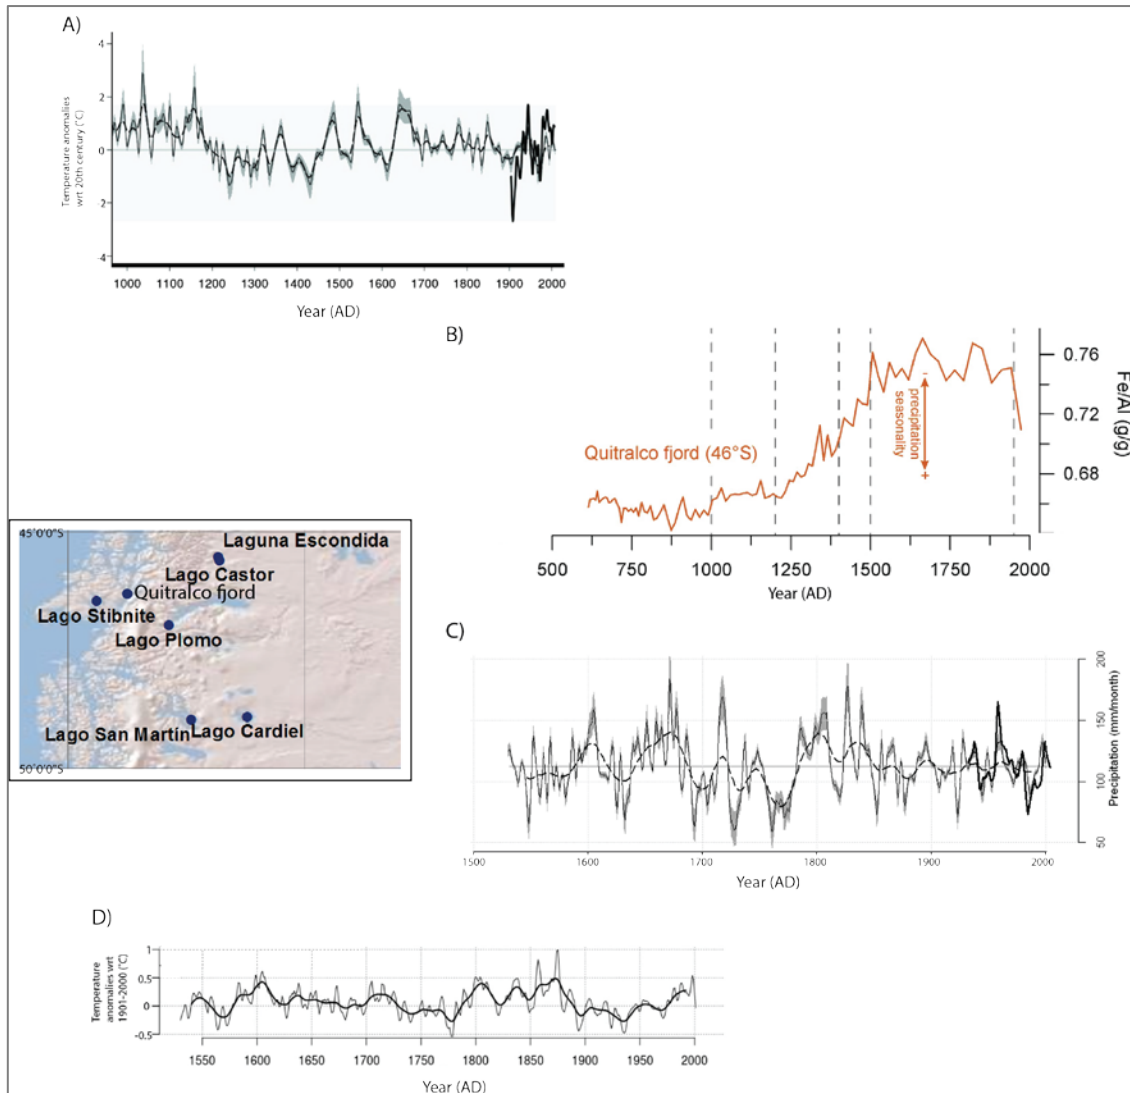 A)
Temperature anomalies
wrt 20th century (˚C)
4
2
0
2
4
1000 1100 1200 1300 1400 1500 1600 1700 1800 1900 2000
Year (AD)
B)
Quitralco fjord (46°S)
-
precipitation
seasonality
+
0.76
0.72
0.68
Fe/Al (g/g)
500 750 1000 1250 1500 1750 2000
Year (AD)
45˚0'0"S
Laguna Escondida
Lago Castor
Quitralco fjord
Lago Stibnite
Lago Plomo
Lago San Martín
Lago Cardiel
50˚0'0"S
C)
200
150
100
50
Precipitation (mm/month)
1500 1600 1700 1800 1900 2000
Year (AD)
D)
Temperature
anomalies wrt
1901-2000 (˚C)
1
0.5
0
-0.5
1550 1600 1650 1700 1750 1800 1850 1900 1950 2000
Year (AD)